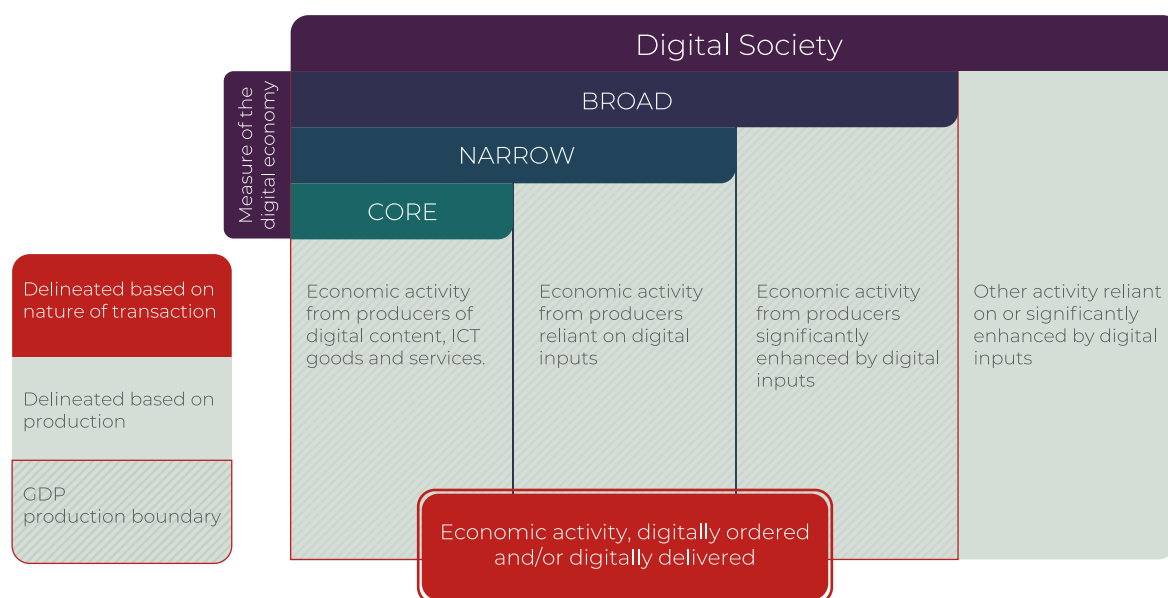 Digital Society
Measure of the
digital economy
BROAD
NARROW
CORE
Delineated based on
nature of transaction
Delineated based on
production
GDP
production boundary
Economic activity
from producers of
digital content, ICT
goods and services.
Economic activity
from producers
reliant on digital
inputs
Economic activity
from producers
significantly
enhanced by digital
inputs
Other activity reliant
on or significantly
enhanced by digital
inputs
Economic activity, digitally ordered
and/or digitally delivered